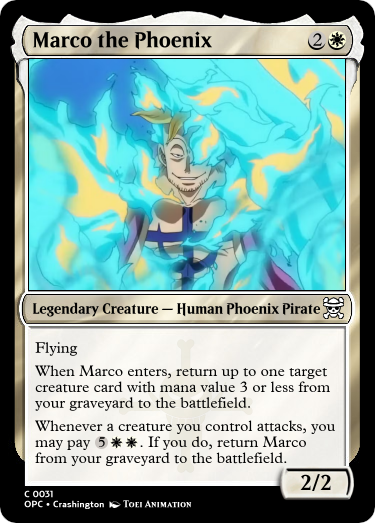 Marco the Phoenix 2
Legendary Creature — Human Phoenix Pirate
Flying
When Marco enters, return up to one target
creature card with mana value 3 or less from
your graveyard to the battlefield.
Whenever a creature you control attacks, you
may pay 5. If you do, return Marco
from your graveyard to the battlefield.
2/2
C 0031
OPC • Crashington TOEI ANIMATION